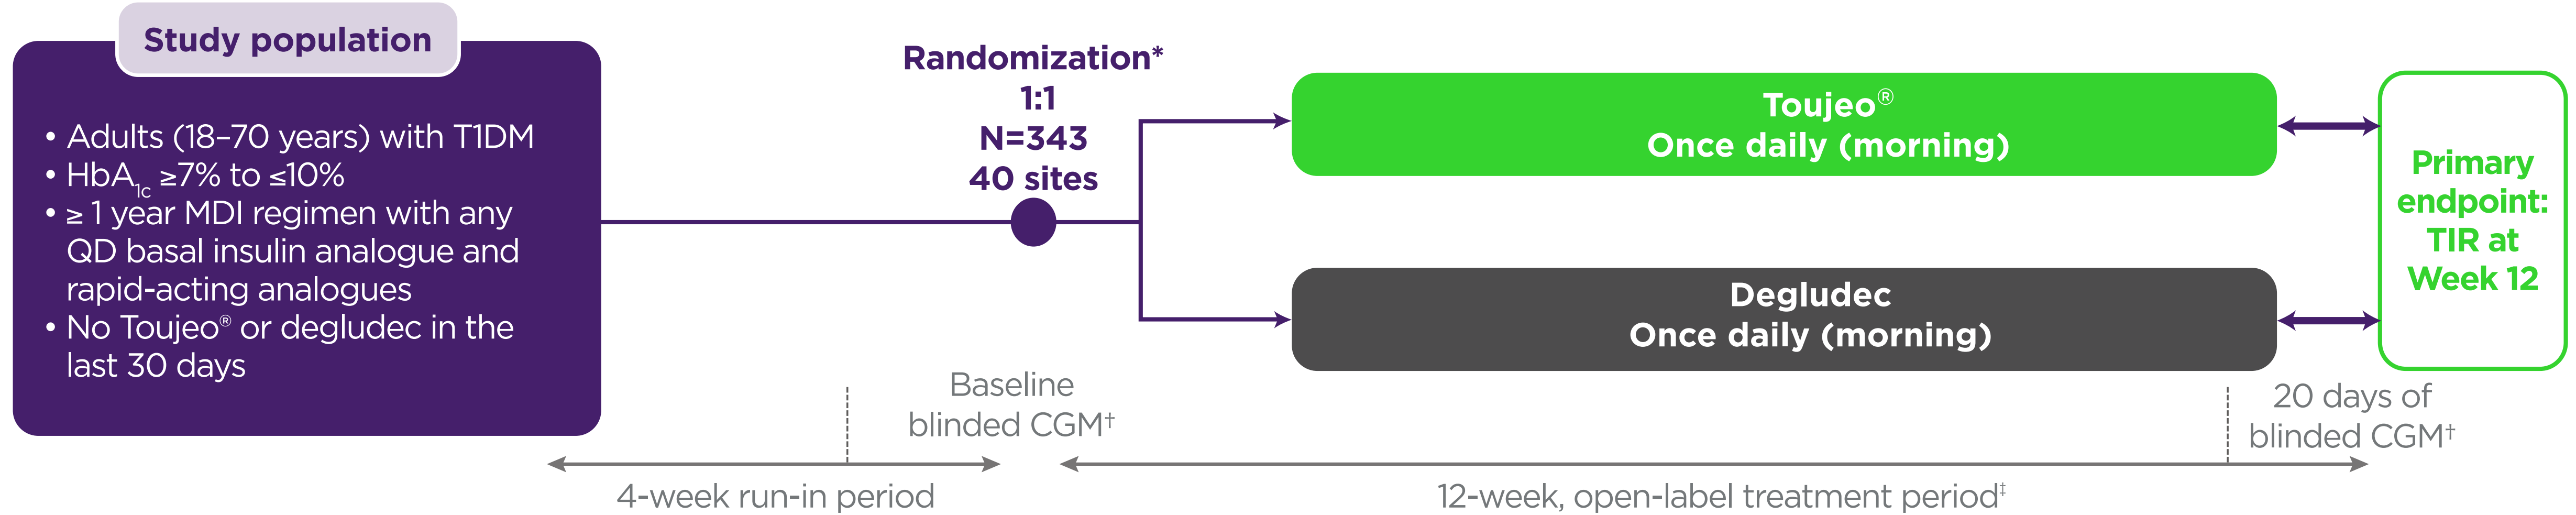 Study population
• Adults (18–70 years) with T1DM
• HbA1c ≥7% to ≤10%
• ≥ 1 year MDI regimen with any
QD basal insulin analogue and
rapid-acting analogues
• No Toujeo® or degludec in the
last 30 days
Randomization*
1:1
N=343
40 sites
Toujeo®
Once daily (morning)
Degludec
Once daily (morning)
Primary
endpoint:
TIR at
Week 12
Baseline
blinded CGM†
20 days of
blinded CGM†
4-week run-in period
12-week, open-label treatment period‡